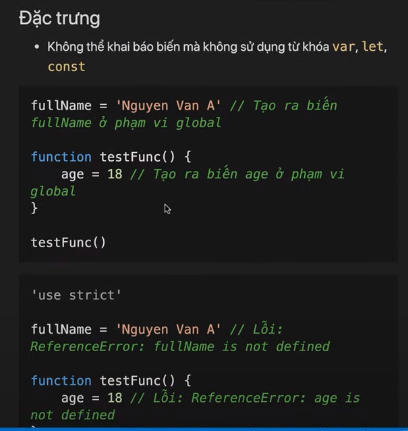 Đặc trưng
• Không thể khai báo biến mà không sử dụng từ khóa var, let,
const
fullName = 'Nguyen Van A' // Tạo ra biến
fullName ở phạm vi global
function testFunc() {
    age = 18 // Tạo ra biến age ở phạm vi
global
}
testFunc()
'use strict'
fullName = 'Nguyen Van A' // Lỗi:
ReferenceError: fullName is not defined
function testFunc() {
    age = 18 // Lỗi: ReferenceError: age is
not defined